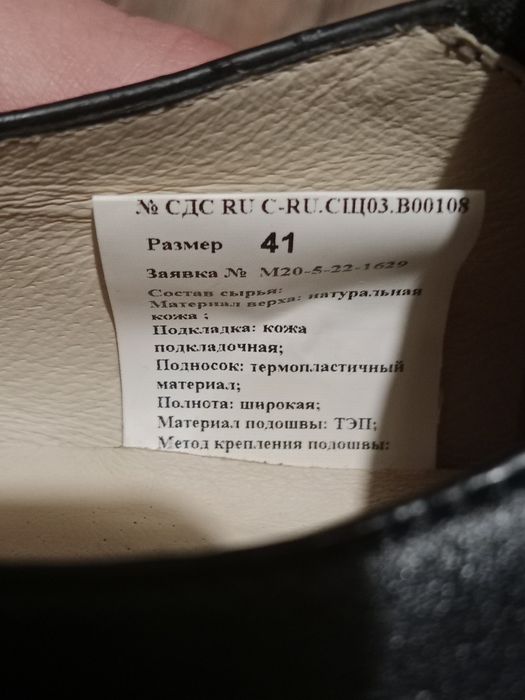 № СДС RU C-RU.СЩ03.В00108
Размер 41
Заявка № М20-5-22-1629
Состав сырья:
Материал верха: натуральная
кожа ;
Подкладка: кожа
подкладочная;
Подносок: термопластичный
материал;
Полнота: широкая;
Материал подошвы: ТЭП;
Метод крепления подошвы: